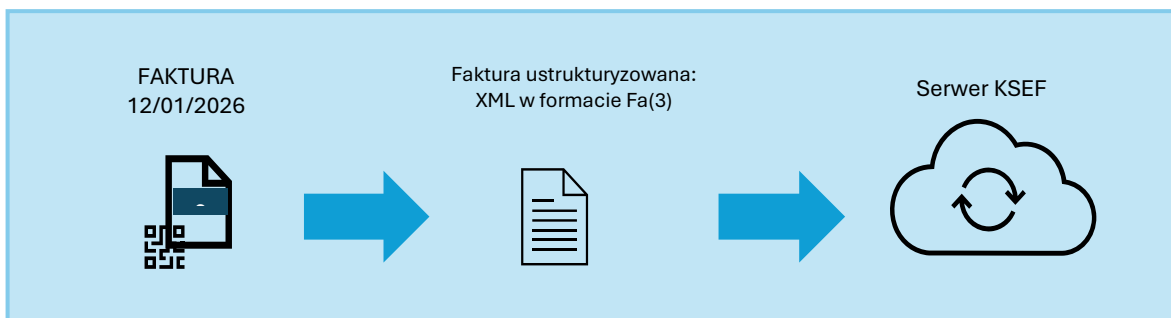 FAKTURA
12/01/2026
Faktura ustrukturyzowana:
XML w formacie Fa(3)
Serwer KSEF